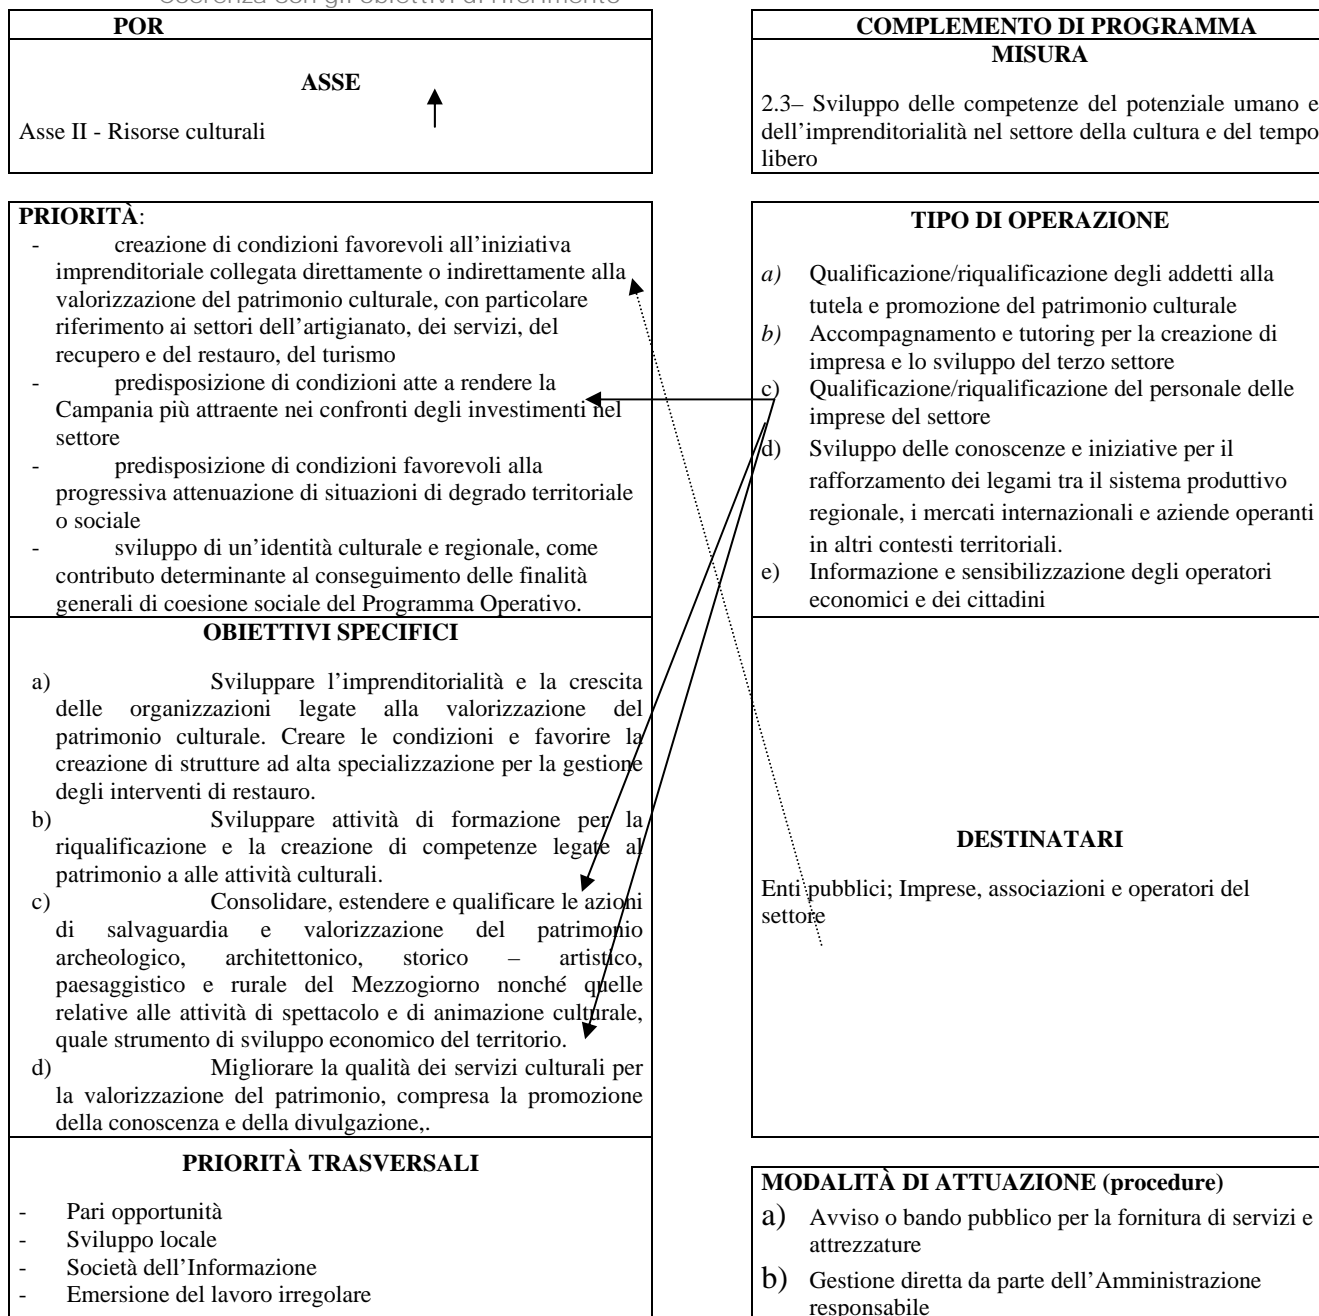 Coerenza con gli obiettivi di riferimento
POR
ASSE
Asse II - Risorse culturali
PRIORITÀ:
- creazione di condizioni favorevoli all’iniziativa
imprenditoriale collegata direttamente o indirettamente alla
valorizzazione del patrimonio culturale, con particolare
riferimento ai settori dell’artigianato, dei servizi, del
recupero e del restauro, del turismo
- predisposizione di condizioni atte a rendere la
Campania più attraente nei confronti degli investimenti nel
settore
- predisposizione di condizioni favorevoli alla
progressiva attenuazione di situazioni di degrado territoriale
o sociale
- sviluppo di un’identità culturale e regionale, come
contributo determinante al conseguimento delle finalità
generali di coesione sociale del Programma Operativo.
OBIETTIVI SPECIFICI
a) Sviluppare l’imprenditorialità e la crescita
delle organizzazioni legate alla valorizzazione del
patrimonio culturale. Creare le condizioni e favorire la
creazione di strutture ad alta specializzazione per la gestione
degli interventi di restauro.
b) Sviluppare attività di formazione per la
riqualificazione e la creazione di competenze legate al
patrimonio a alle attività culturali.
c) Consolidare, estendere e qualificare le azioni
di salvaguardia e valorizzazione del patrimonio
archeologico, architettonico, storico – artistico,
paesaggistico e rurale del Mezzogiorno nonché quelle
relative alle attività di spettacolo e di animazione culturale,
quale strumento di sviluppo economico del territorio.
d) Migliorare la qualità dei servizi culturali per
la valorizzazione del patrimonio, compresa la promozione
della conoscenza e della divulgazione,.
PRIORITÀ TRASVERSALI
- Pari opportunità
- Sviluppo locale
- Società dell’Informazione
- Emersione del lavoro irregolare
COMPLEMENTO DI PROGRAMMA
MISURA
2.3– Sviluppo delle competenze del potenziale umano e
dell’imprenditorialità nel settore della cultura e del tempo
libero
TIPO DI OPERAZIONE
a) Qualificazione/riqualificazione degli addetti alla
tutela e promozione del patrimonio culturale
b) Accompagnamento e tutoring per la creazione di
impresa e lo sviluppo del terzo settore
c) Qualificazione/riqualificazione del personale delle
imprese del settore
d) Sviluppo delle conoscenze e iniziative per il
rafforzamento dei legami tra il sistema produttivo
regionale, i mercati internazionali e aziende operanti
in altri contesti territoriali.
e) Informazione e sensibilizzazione degli operatori
economici e dei cittadini
DESTINATARI
Enti pubblici; Imprese, associazioni e operatori del
settore
MODALITÀ DI ATTUAZIONE (procedure)
a) Avviso o bando pubblico per la fornitura di servizi e
attrezzature
b) Gestione diretta da parte dell’Amministrazione
responsabile